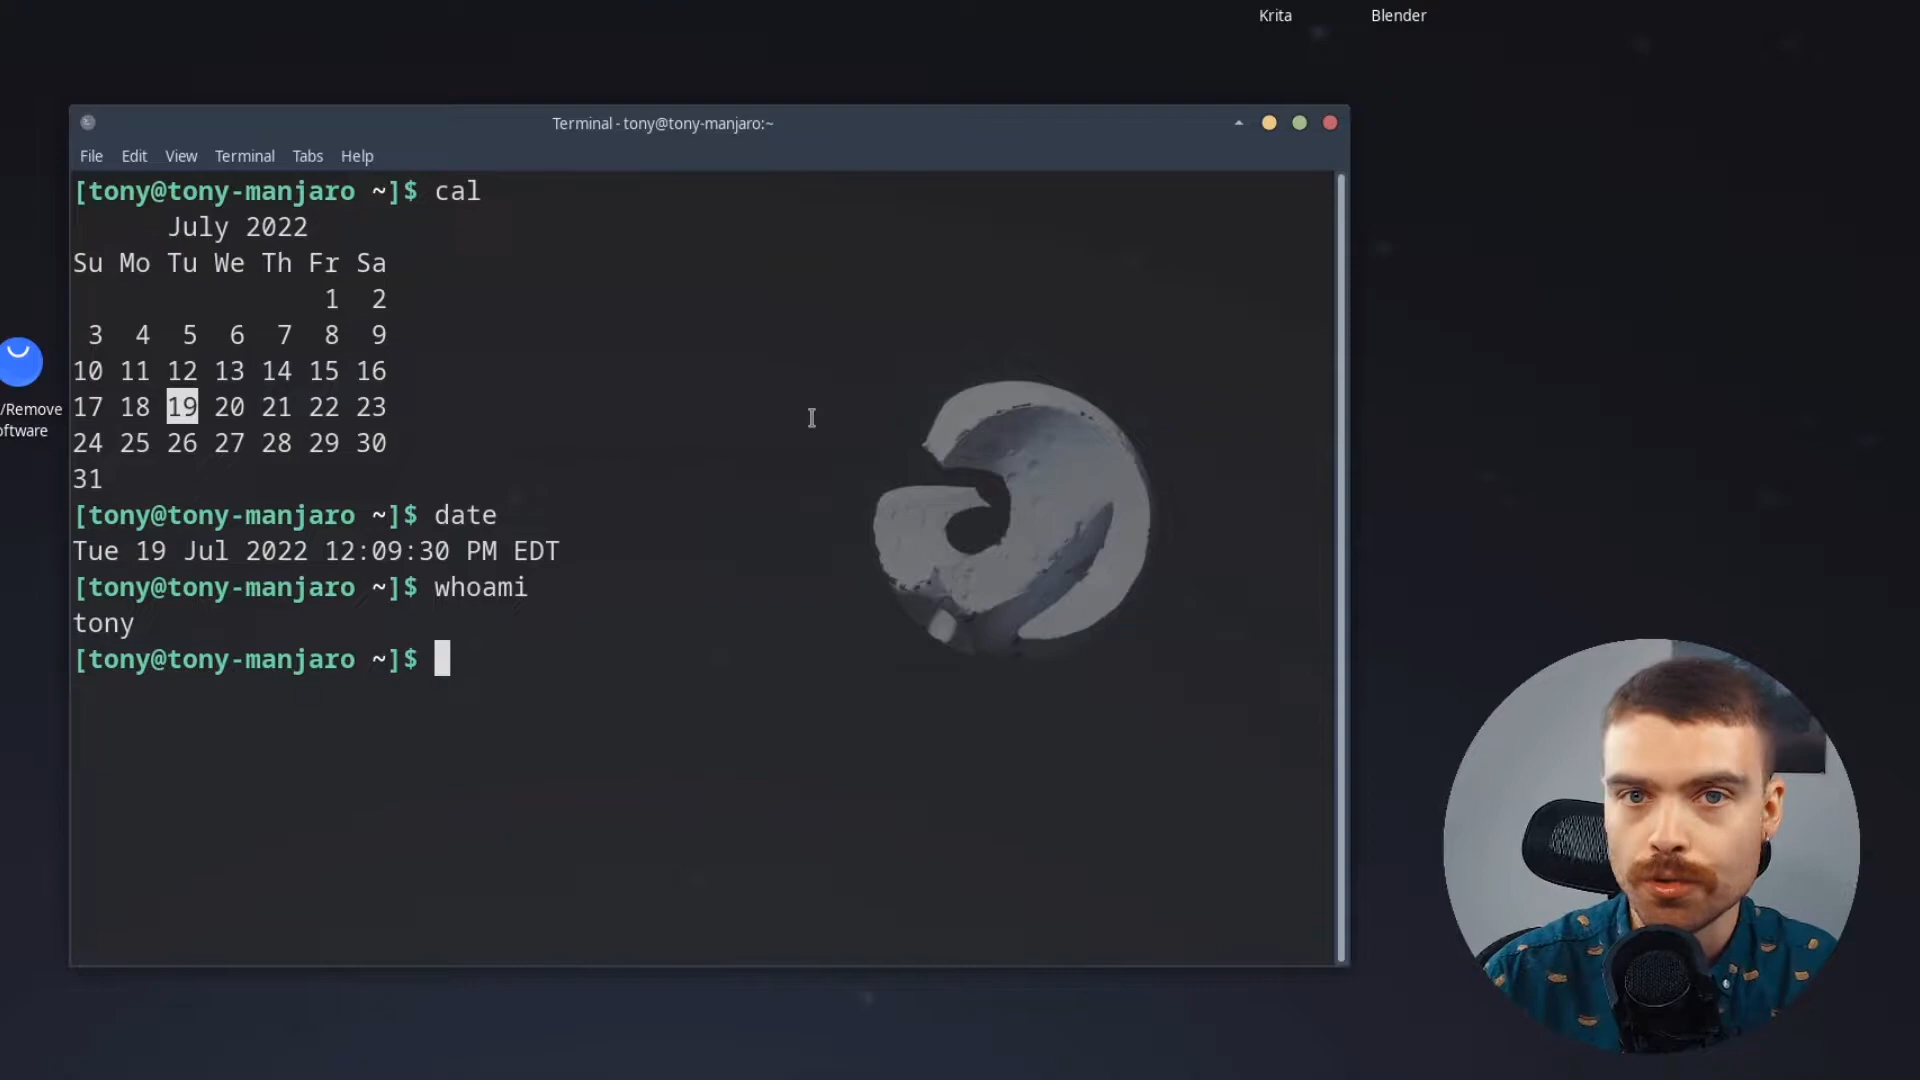 Krita Blender
Terminal - tony@tony-manjaro:~
File Edit View Terminal Tabs Help
[tony@tony-manjaro ~]$ cal
July 2022
Su Mo Tu We Th Fr Sa
1 2
3 4 5 6 7 8 9
10 11 12 13 14 15 16
17 18 19 20 21 22 23
24 25 26 27 28 29 30
31
[tony@tony-manjaro ~]$ date
Tue 19 Jul 2022 12:09:30 PM EDT
[tony@tony-manjaro ~]$ whoami
tony
[tony@tony-manjaro ~]$
/Remove
oftware